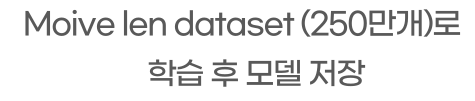 Moive len dataset (250만개)로
학습 후 모델 저장